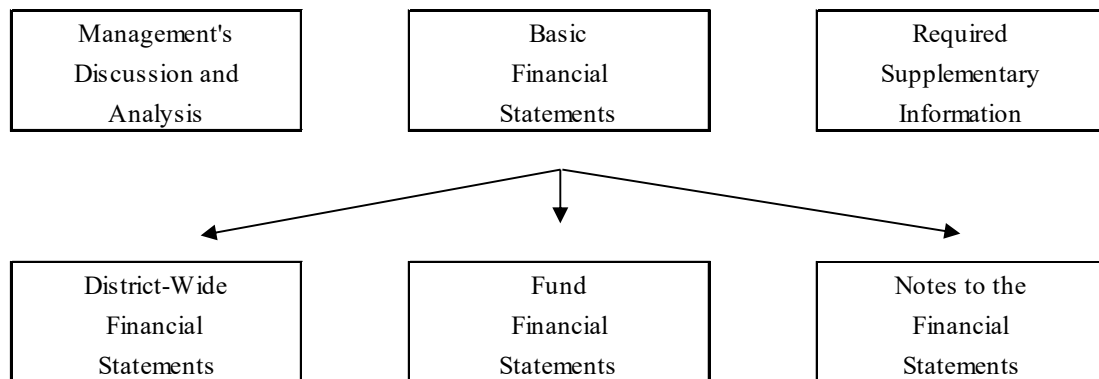 Management's
Discussion and
Analysis
Basic
Financial
Statements
Required
Supplementary
Information
District-Wide
Financial
Statements
Fund
Financial
Statements
Notes to the
Financial
Statements